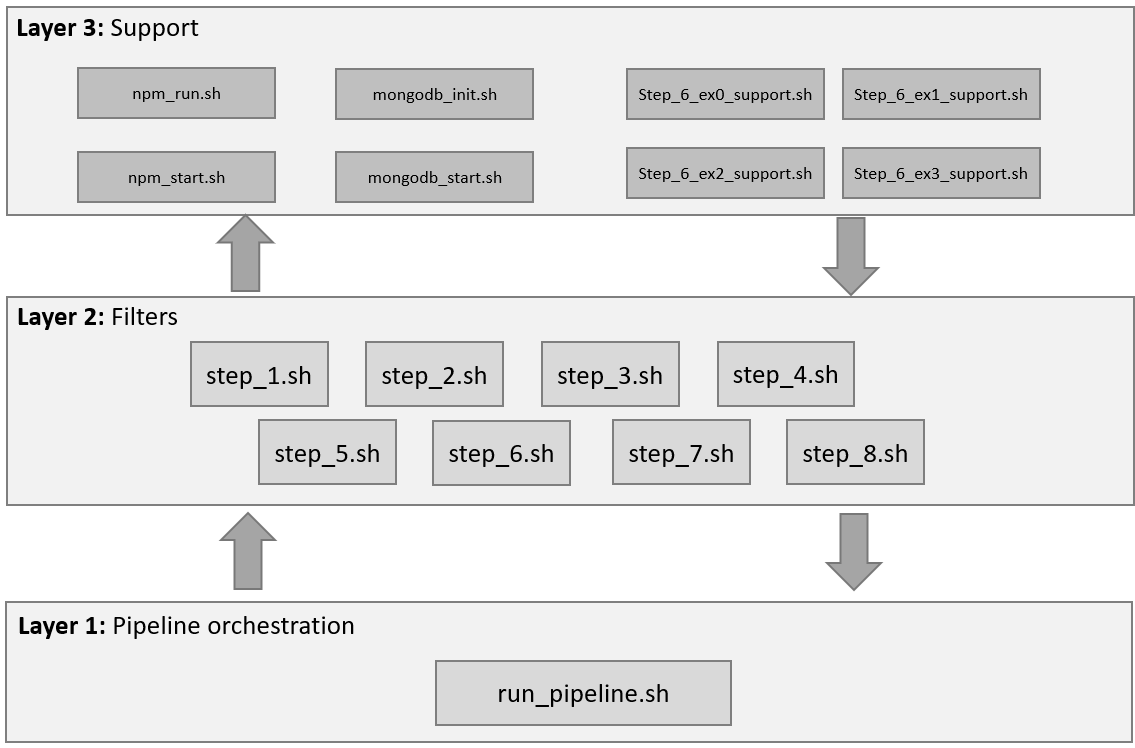 Layer 3: Support
npm_run.sh
mongodb_init.sh
Step_6_ex0_support.sh
Step_6_ex1_support.sh
npm_start.sh
mongodb_start.sh
Step_6_ex2_support.sh
Step_6_ex3_support.sh
Layer 2: Filters
step_1.sh
step_2.sh
step_3.sh
step_4.sh
step_5.sh
step_6.sh
step_7.sh
step_8.sh
Layer 1: Pipeline orchestration
run_pipeline.sh